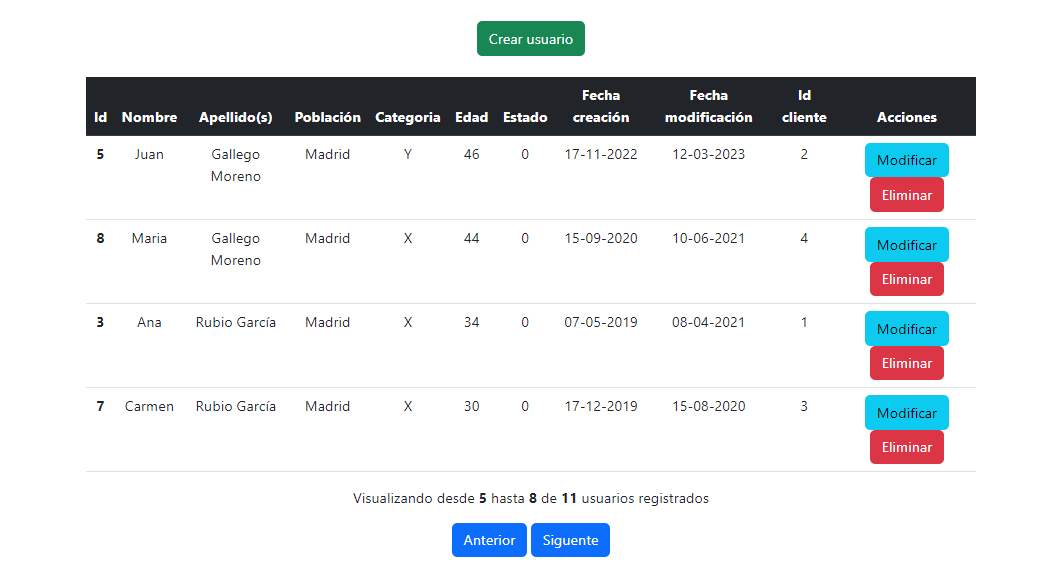 Crear usuario
Id Nombre Apellido(s) Población Categoria Edad Estado Fecha creación Fecha modificación Id cliente Acciones
5 Juan Gallego Moreno Madrid Y 46 0 17-11-2022 12-03-2023 2 Modificar
Eliminar
8 Maria Gallego Moreno Madrid X 44 0 15-09-2020 10-06-2021 4 Modificar
Eliminar
3 Ana Rubio García Madrid X 34 0 07-05-2019 08-04-2021 1 Modificar
Eliminar
7 Carmen Rubio García Madrid X 30 0 17-12-2019 15-08-2020 3 Modificar
Eliminar
Visualizando desde 5 hasta 8 de 11 usuarios registrados
Anterior Siguente